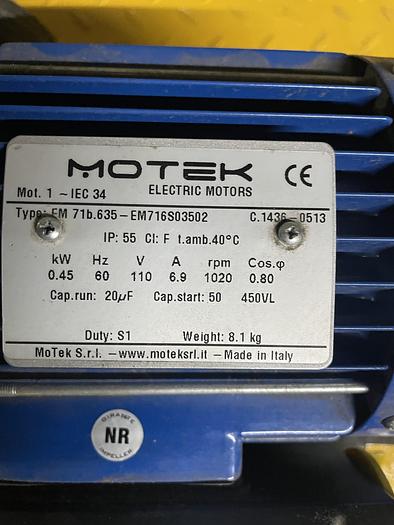 MOTEK
ELECTRIC MOTORS
CE
Mot. 1 ~IEC 34
Type: EM 71b.635-EM716S03502 C.1436-0513
IP: 55 Cl: F t.amb.40°C
kW Hz V A rpm Cos.φ
0.45 60 110 6.9 1020 0.80
Cap.run: 20µF Cap.start: 50 450VL
Duty: S1 Weight: 8.1 kg
MoTek S.r.l. –www.moteksrl.it –Made in Italy
GIRANTE
NR
IMPELLER